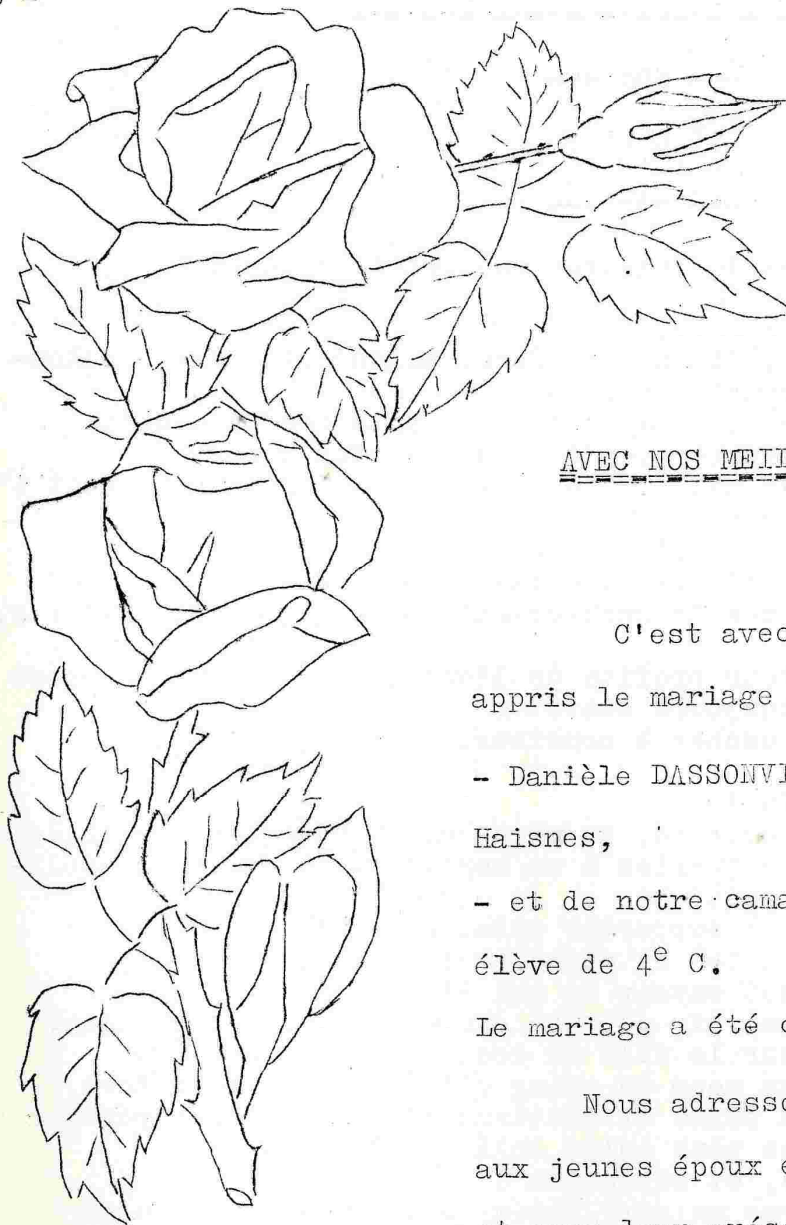 AVEC NOS MEIL
C'est avec
appris le mariage
- Danièle DASSONVI
Haisnes,
- et de notre cama
élève de 4e C.
Le mariage a été c
Nous adresso
aux jeunes époux e